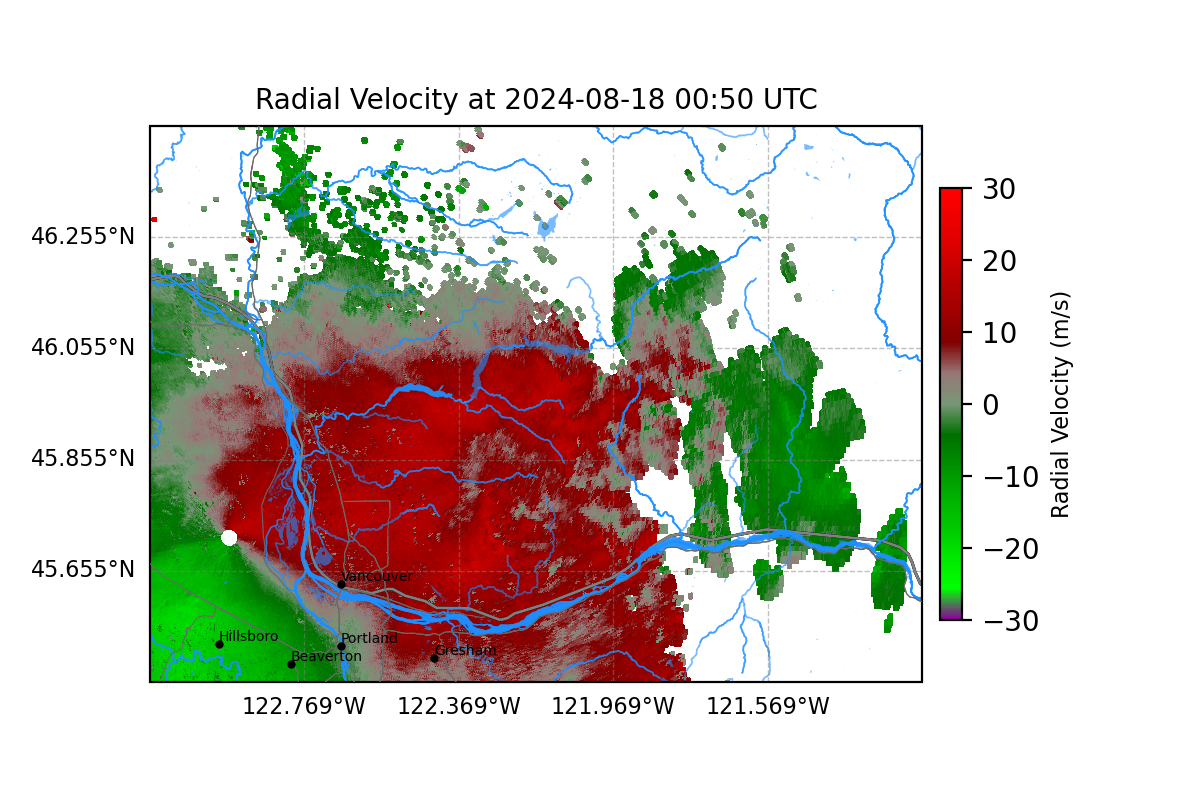 Radial Velocity at 2024-08-18 00:50 UTC
46.255°N
46.055°N
45.855°N
45.655°N
122.769°W
122.369°W
121.969°W
121.569°W
Vancouver
Hillsboro
Portland
Beaverton
Gresham
30
20
10
0
−10
−20
−30
Radial Velocity (m/s)